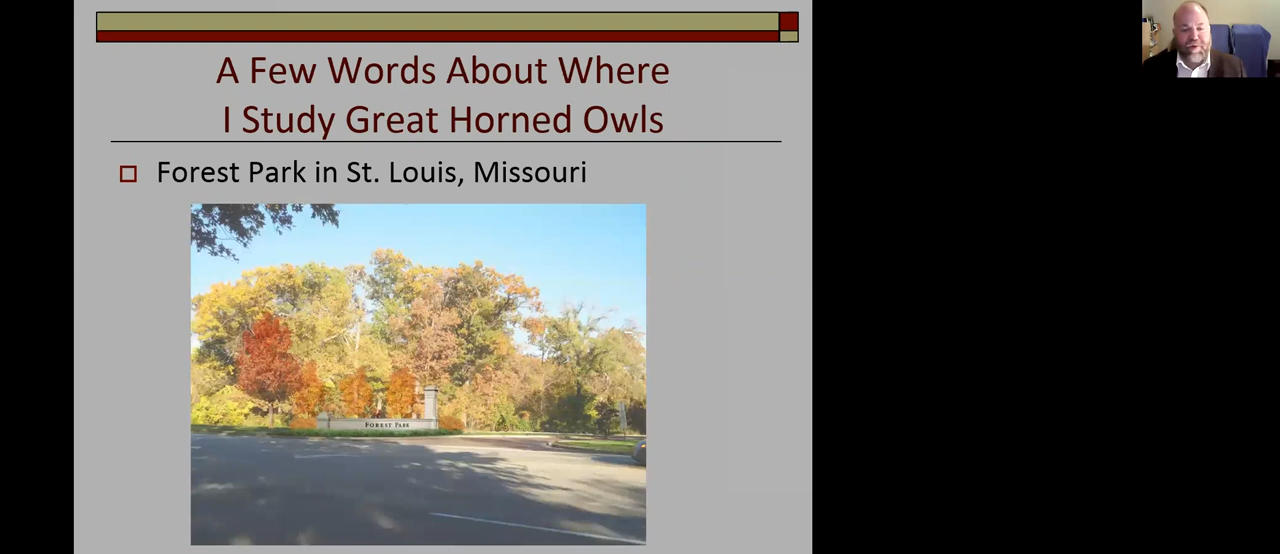 A Few Words About Where
I Study Great Horned Owls
Forest Park in St. Louis, Missouri
FOREST PARK